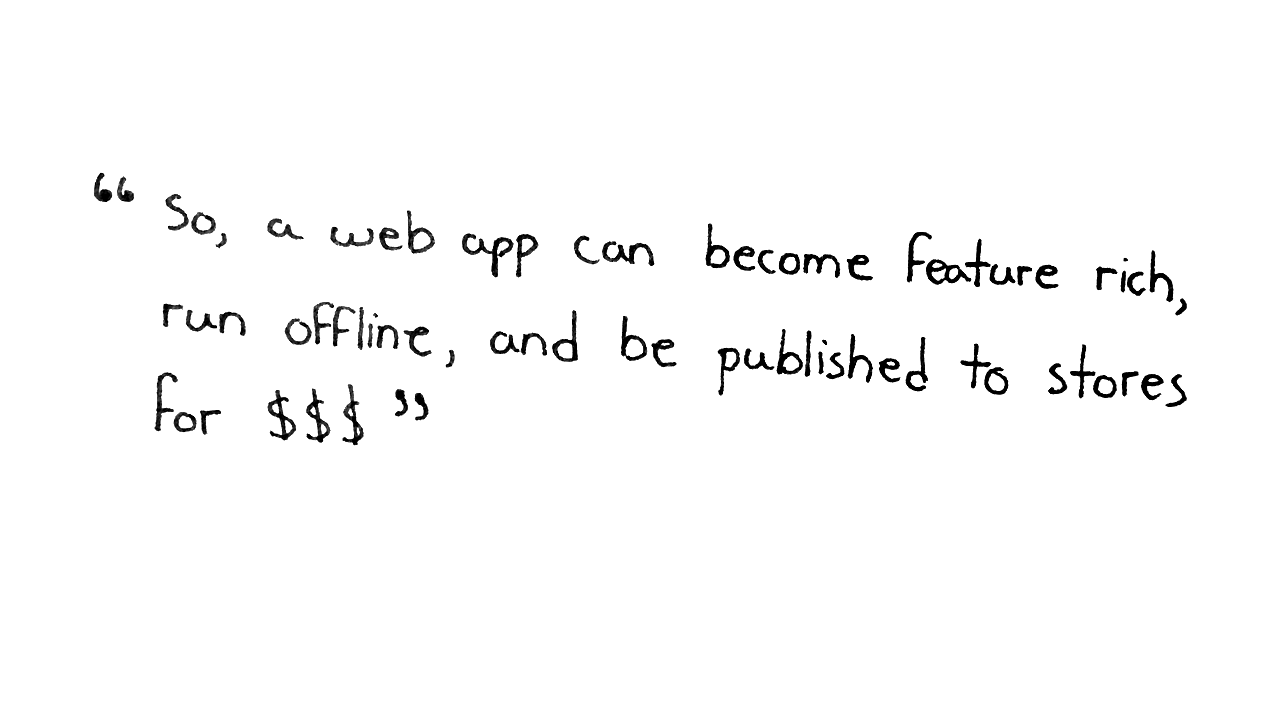 “ So, a web app can become feature rich,
run offline, and be published to stores
for $$$ ”